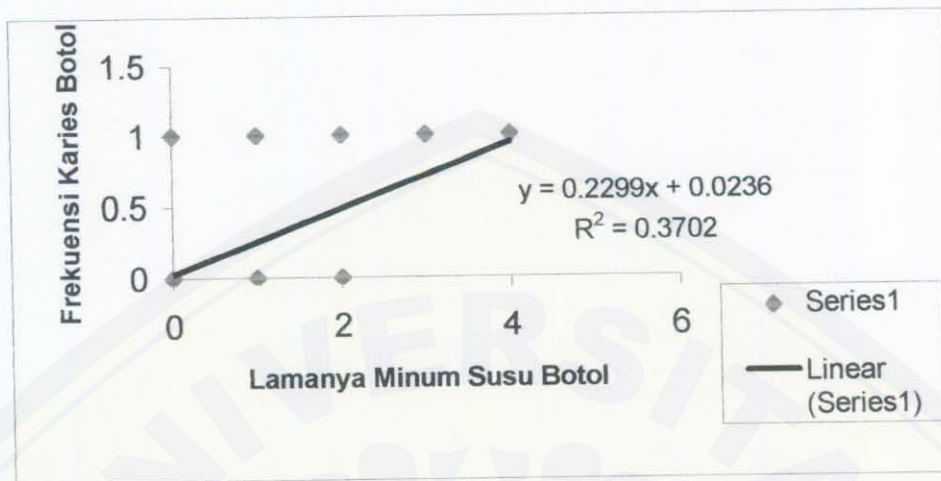 Frekuensi Karies Botol
1.5
1
0.5
0
0
2
4
6
y = 0.2299x + 0.0236
R² = 0.3702
Lamanya Minum Susu Botol
Series1
Linear
(Series1)
UNIVERSITA